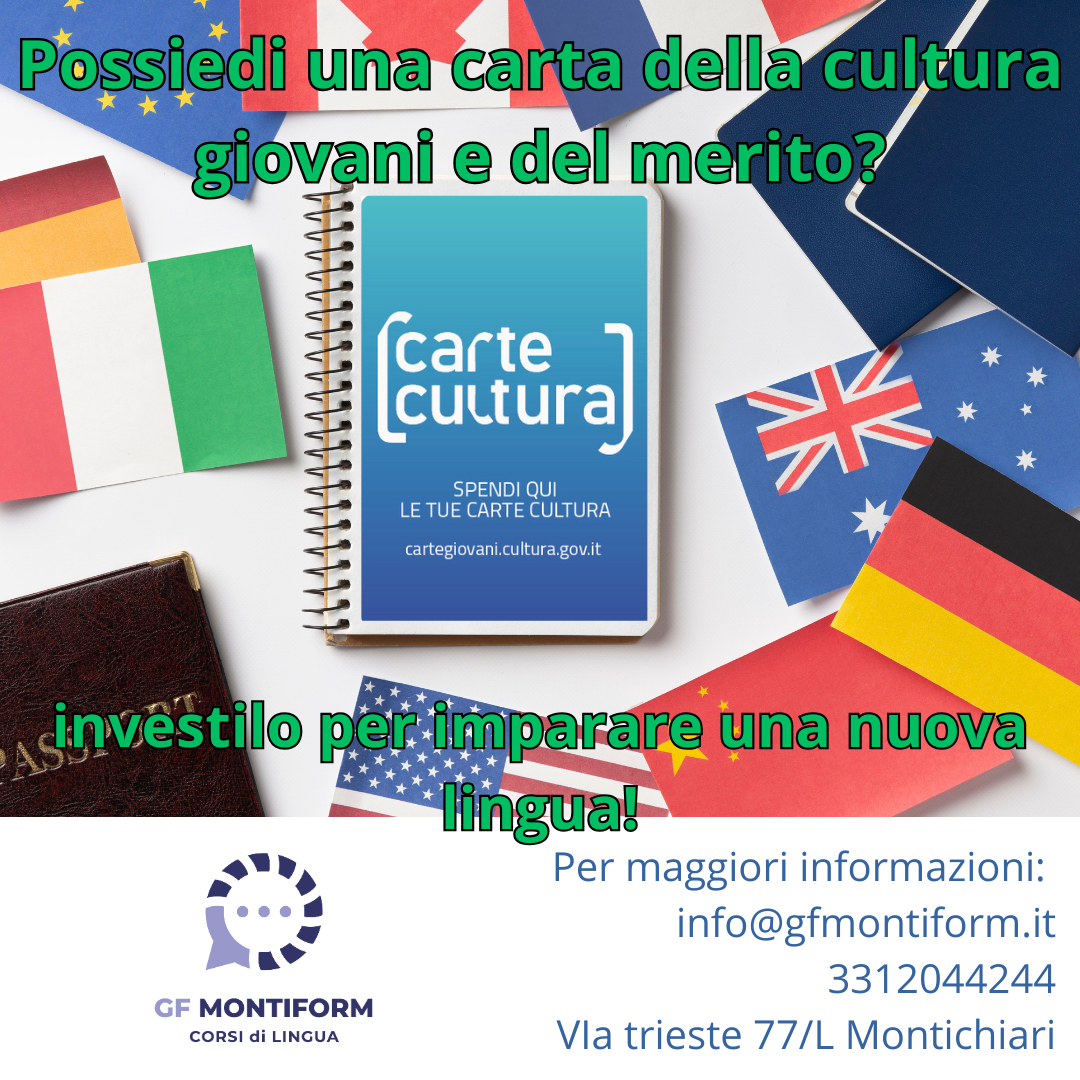 Possiedi una carta della cultura
giovani e del merito?
carte
cultura
SPENDI QUI
LE TUE CARTE CULTURA
cartegiovani.cultura.gov.it
PASSPORT
investilo per imparare una nuova
lingua!
GF MONTIFORM
CORSI di LINGUA
Per maggiori informazioni:
info@gfmontiform.it
3312044244
VIa trieste 77/L Montichiari